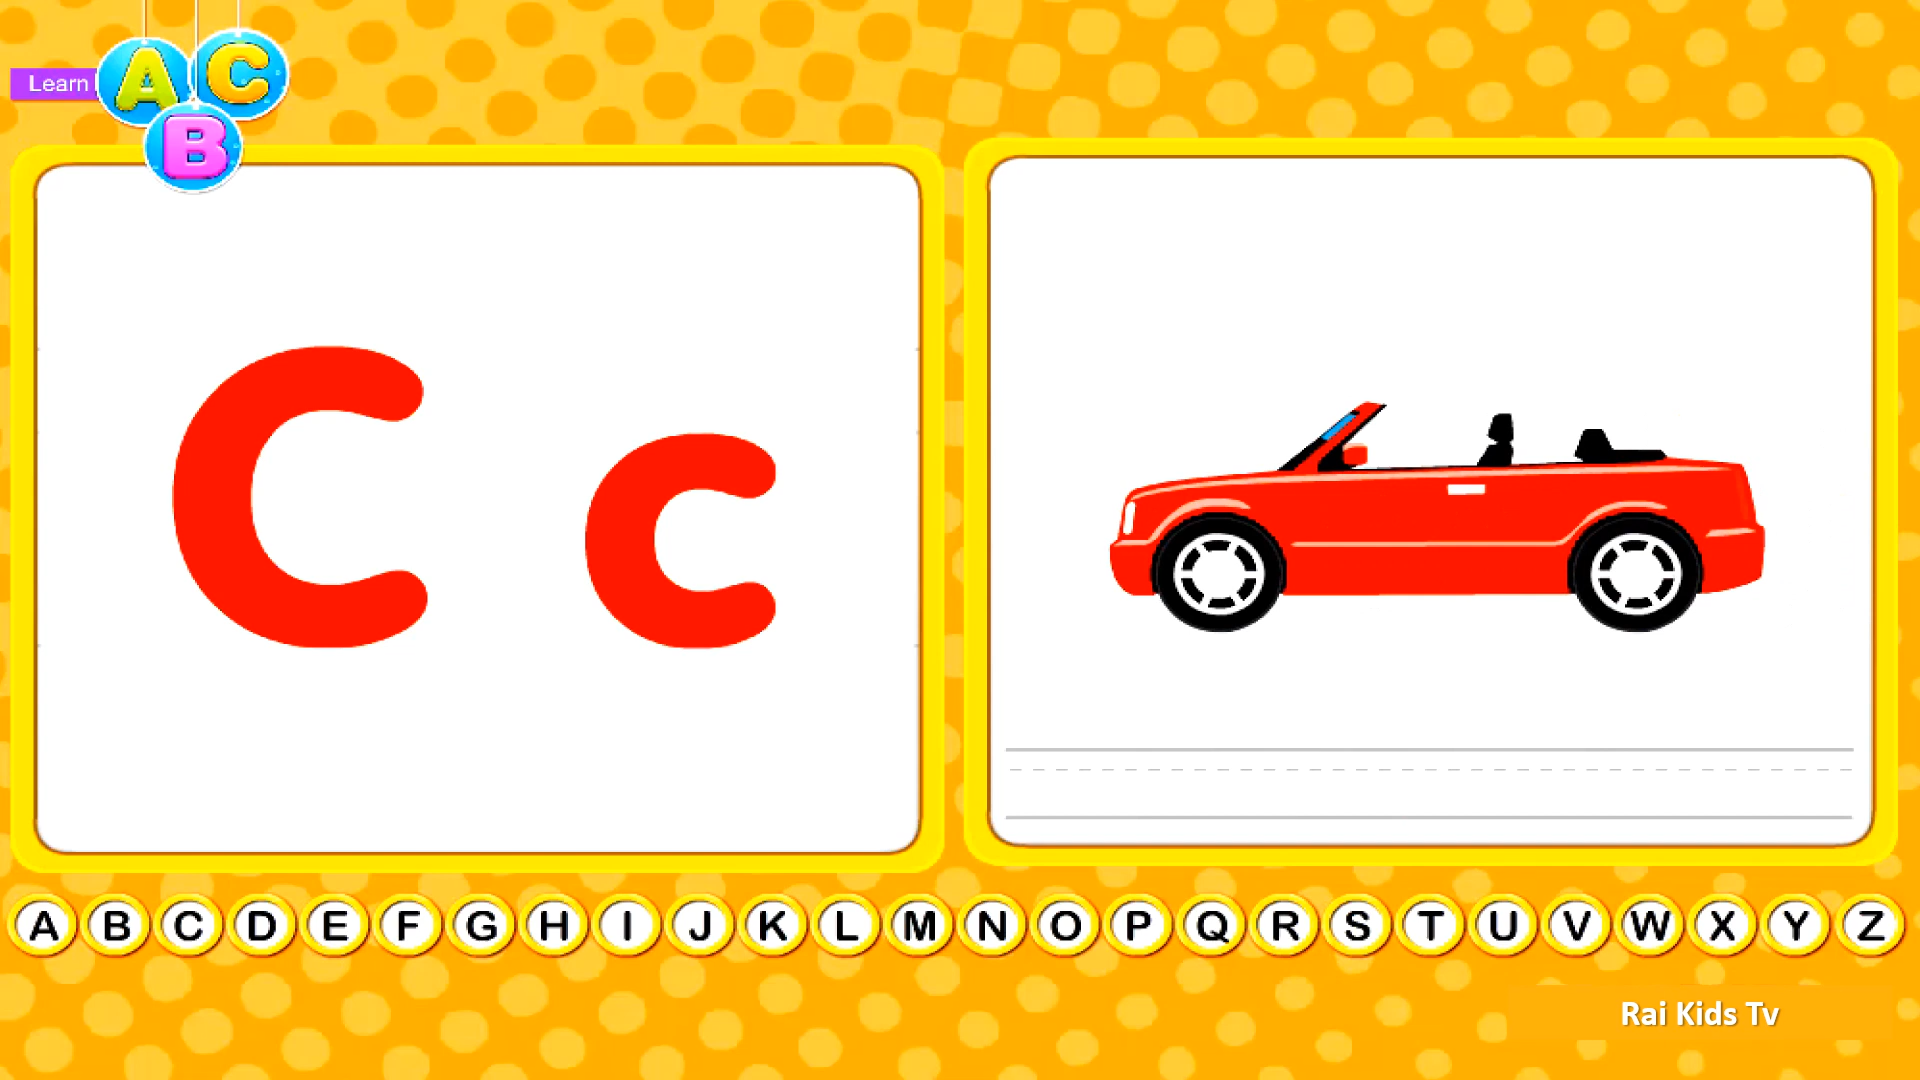 Learn
A C
B
C c
A B C D E F G H I J K L M N O P Q R S T U V W X Y Z
Rai Kids Tv